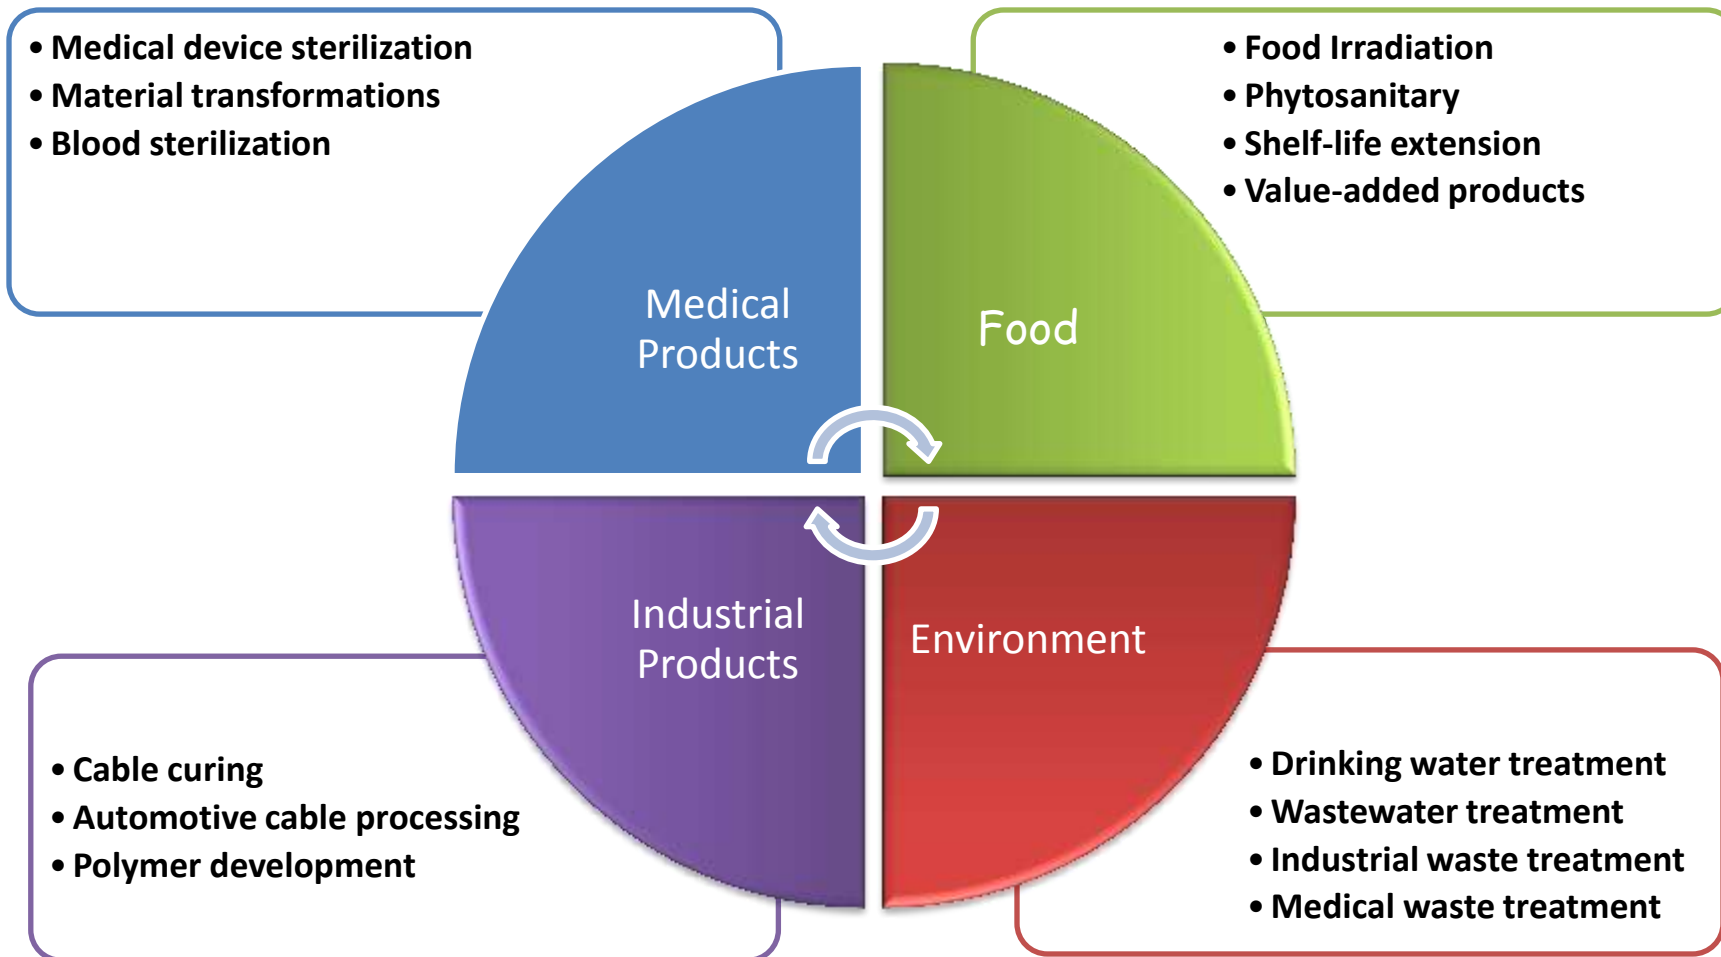 • Medical device sterilization
• Material transformations
• Blood sterilization
• Food Irradiation
• Phytosanitary
• Shelf-life extension
• Value-added products
Medical
Products
Food
Industrial
Products
Environment
• Cable curing
• Automotive cable processing
• Polymer development
• Drinking water treatment
• Wastewater treatment
• Industrial waste treatment
• Medical waste treatment